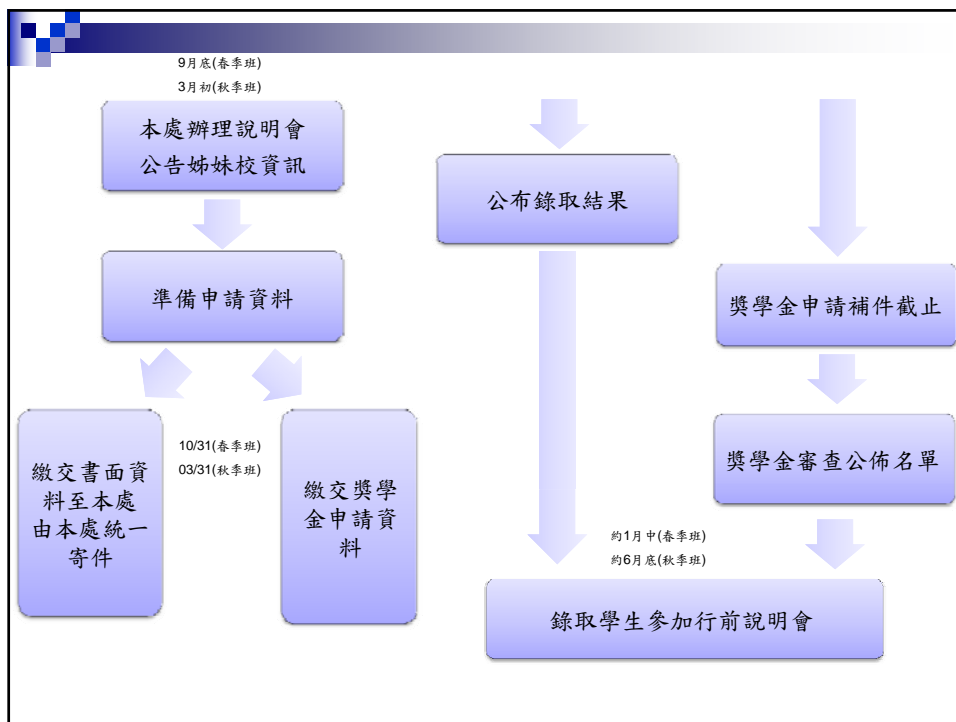 9月底(春季班)
3月初(秋季班)
本處辦理說明會
公告姊妹校資訊
準備申請資料
10/31(春季班)
03/31(秋季班)
繳交書面資
料至本處
由本處統一
寄件
繳交獎學
金申請資
料
公布錄取結果
獎學金申請補件截止
獎學金審查公佈名單
約1月中(春季班)
約6月底(秋季班)
錄取學生參加行前說明會